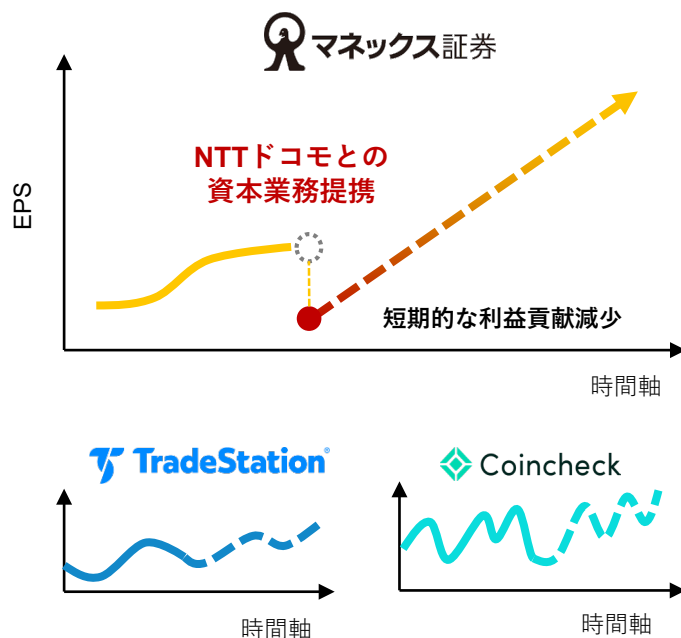 マネックス証券
EPS
NTTドコモとの
資本業務提携
短期的な利益貢献減少
時間軸
TradeStation®
Coincheck
時間軸
時間軸